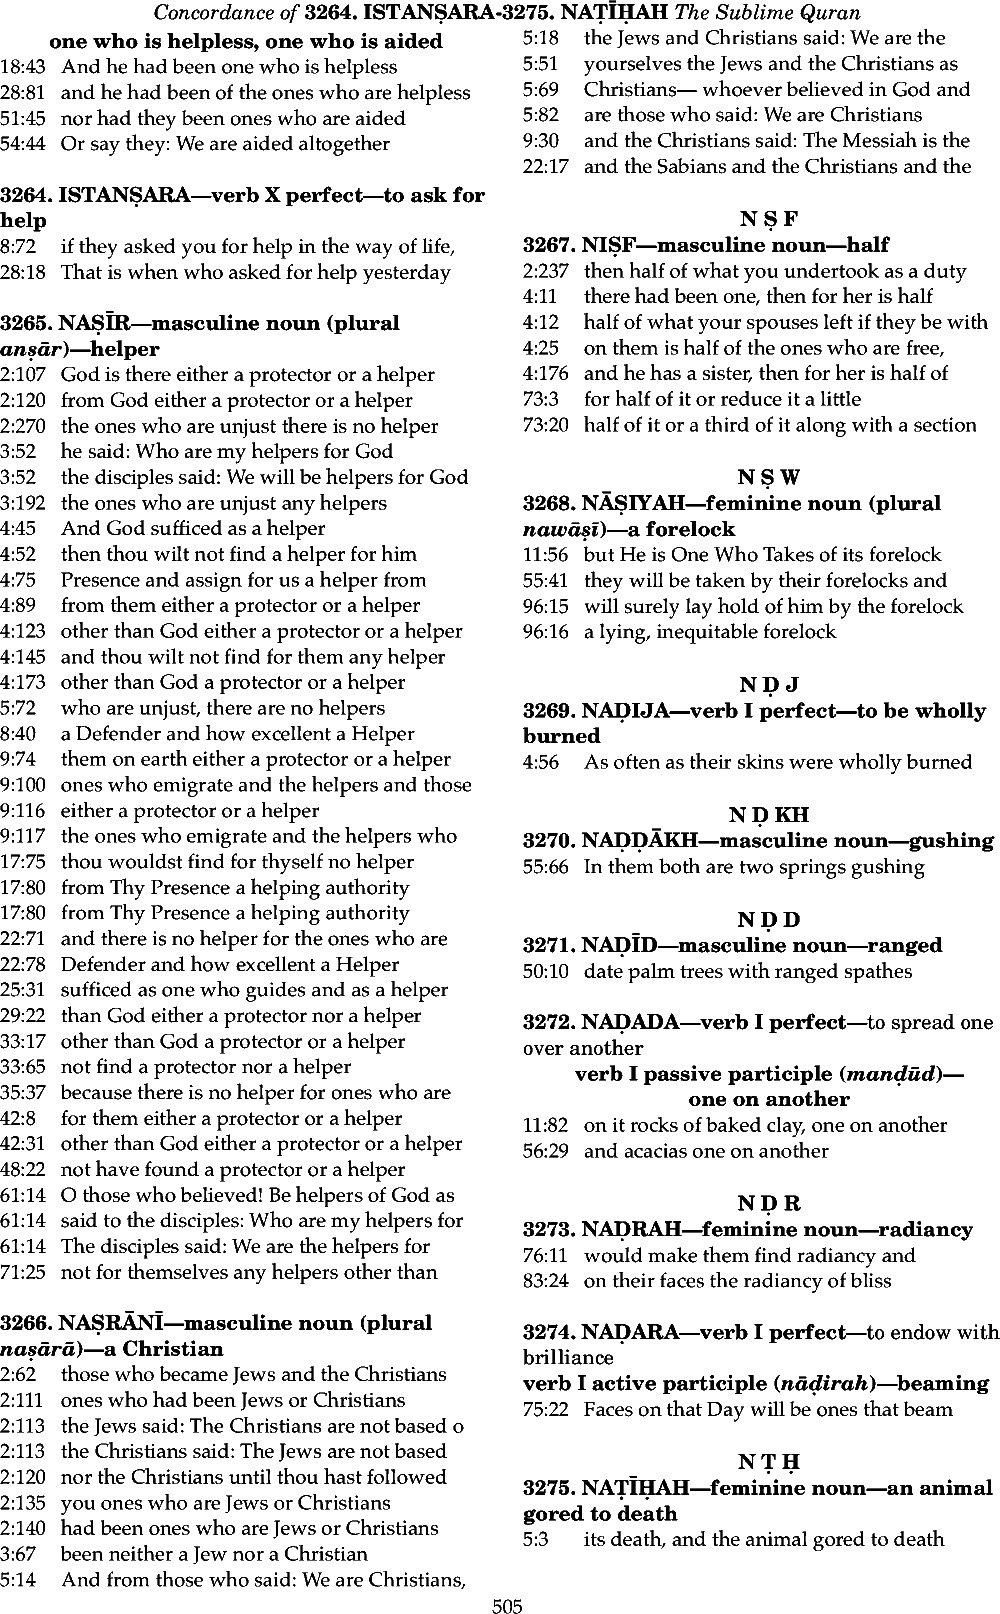 Concordance of 3264. ISTANṢARA-3275. NAṬĪḤAH The Sublime Quran
one who is helpless, one who is aided
18:43 And he had been one who is helpless
28:81 and he had been of the ones who are helpless
51:45 nor had they been ones who are aided
54:44 Or say they: We are aided altogether
3264. ISTANṢARA—verb X perfect—to ask for
help
8:72 if they asked you for help in the way of life,
28:18 That is when who asked for help yesterday
3265. NAṢĪR—masculine noun (plural
anṣār)—helper
2:107 God is there either a protector or a helper
2:120 from God either a protector or a helper
2:270 the ones who are unjust there is no helper
3:52 he said: Who are my helpers for God
3:52 the disciples said: We will be helpers for God
3:192 the ones who are unjust any helpers
4:45 And God sufficed as a helper
4:52 then thou wilt not find a helper for him
4:75 Presence and assign for us a helper from
4:89 from them either a protector or a helper
4:123 other than God either a protector or a helper
4:145 and thou wilt not find for them any helper
4:173 other than God a protector or a helper
5:72 who are unjust, there are no helpers
8:40 a Defender and how excellent a Helper
9:74 them on earth either a protector or a helper
9:100 ones who emigrate and the helpers and those
9:116 either a protector or a helper
9:117 the ones who emigrate and the helpers who
17:75 thou wouldst find for thyself no helper
17:80 from Thy Presence a helping authority
17:80 from Thy Presence a helping authority
22:71 and there is no helper for the ones who are
22:78 Defender and how excellent a Helper
25:31 sufficed as one who guides and as a helper
29:22 than God either a protector nor a helper
33:17 other than God a protector or a helper
33:65 not find a protector nor a helper
35:37 because there is no helper for ones who are
42:8 for them either a protector or a helper
42:31 other than God either a protector or a helper
48:22 not have found a protector or a helper
61:14 O those who believed! Be helpers of God as
61:14 said to the disciples: Who are my helpers for
61:14 The disciples said: We are the helpers for
71:25 not for themselves any helpers other than
3266. NAṢRĀNĪ—masculine noun (plural
naṣārā)—a Christian
2:62 those who became Jews and the Christians
2:111 ones who had been Jews or Christians
2:113 the Jews said: The Christians are not based o
2:113 the Christians said: The Jews are not based
2:120 nor the Christians until thou hast followed
2:135 you ones who are Jews or Christians
2:140 had been ones who are Jews or Christians
3:67 been neither a Jew nor a Christian
5:14 And from those who said: We are Christians,
5:18 the Jews and Christians said: We are the
5:51 yourselves the Jews and the Christians as
5:69 Christians— whoever believed in God and
5:82 are those who said: We are Christians
9:30 and the Christians said: The Messiah is the
22:17 and the Sabians and the Christians and the
N Ṣ F
3267. NIṢF—masculine noun—half
2:237 then half of what you undertook as a duty
4:11 there had been one, then for her is half
4:12 half of what your spouses left if they be with
4:25 on them is half of the ones who are free,
4:176 and he has a sister, then for her is half of
73:3 for half of it or reduce it a little
73:20 half of it or a third of it along with a section
N Ṣ W
3268. NĀṢIYAH—feminine noun (plural
nawāṣī)—a forelock
11:56 but He is One Who Takes of its forelock
55:41 they will be taken by their forelocks and
96:15 will surely lay hold of him by the forelock
96:16 a lying, inequitable forelock
N Ḍ J
3269. NAḌIJA—verb I perfect—to be wholly
burned
4:56 As often as their skins were wholly burned
N Ḍ KH
3270. NAḌḌĀKH—masculine noun—gushing
55:66 In them both are two springs gushing
N Ḍ D
3271. NAḌĪD—masculine noun—ranged
50:10 date palm trees with ranged spathes
3272. NAḌADA—verb I perfect—to spread one
over another
verb I passive participle (manḍūd)—
one on another
11:82 on it rocks of baked clay, one on another
56:29 and acacias one on another
N Ḍ R
3273. NAḌRAH—feminine noun—radiancy
76:11 would make them find radiancy and
83:24 on their faces the radiancy of bliss
3274. NAḌARA—verb I perfect—to endow with
brilliance
verb I active participle (nāḍirah)—beaming
75:22 Faces on that Day will be ones that beam
N Ṭ Ḥ
3275. NAṬĪḤAH—feminine noun—an animal
gored to death
5:3 its death, and the animal gored to death
505